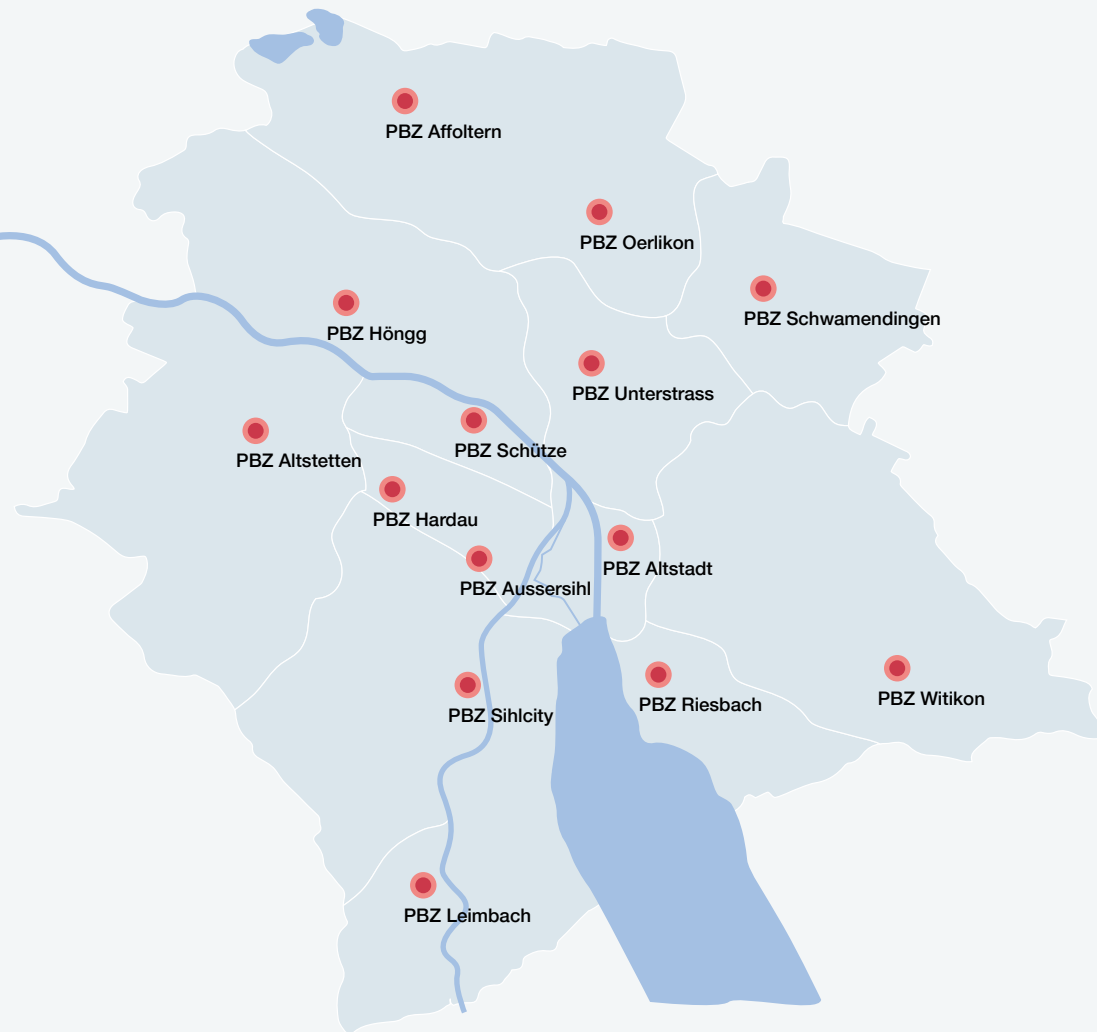 PBZ Affoltern
PBZ Oerlikon
PBZ Schwamendingen
PBZ Höngg
PBZ Unterstrass
PBZ Schütze
PBZ Altstetten
PBZ Hardau
PBZ Altstadt
PBZ Aussersihl
PBZ Witikon
PBZ Riesbach
PBZ Sihlcity
PBZ Leimbach